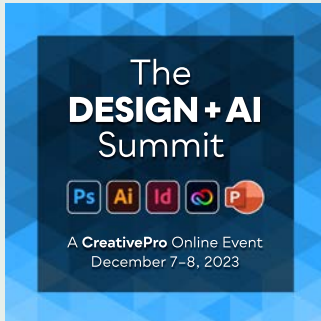 The
DESIGN + AI
Summit
Ps Ai Id P
A CreativePro Online Event
December 7–8, 2023